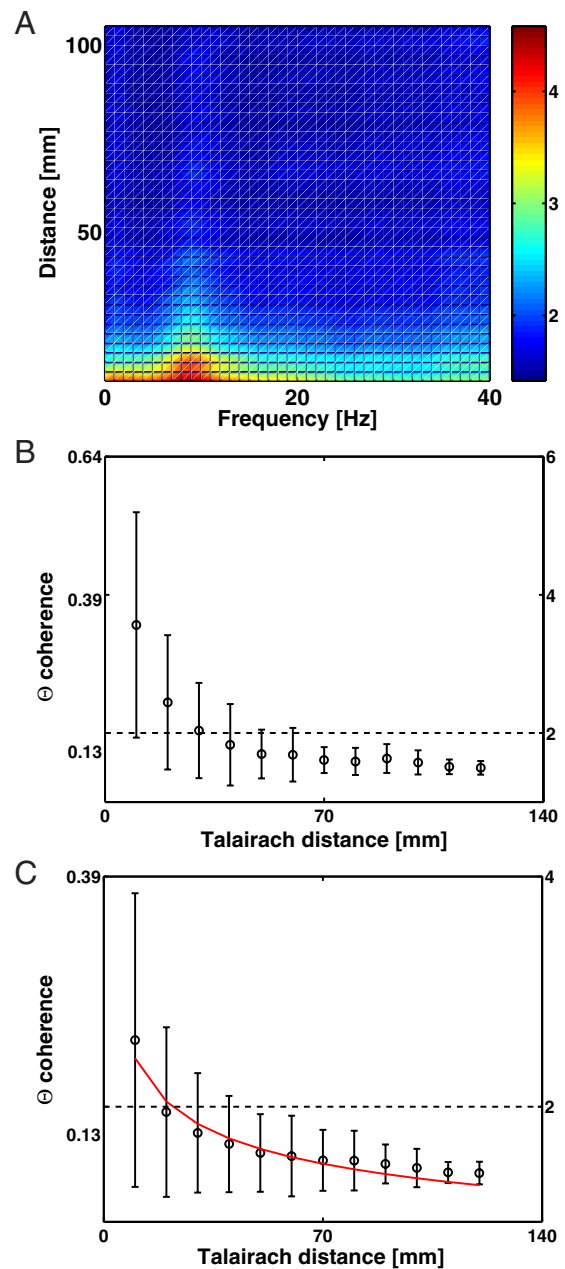 A
100
50
Distance [mm]
0
20
40
Frequency [Hz]
4
3
2
B
0.64
0.39
0.13
Θ coherence
6
4
2
0
70
140
Talairach distance [mm]
C
0.39
0.13
Θ coherence
4
2
0
70
140
Talairach distance [mm]